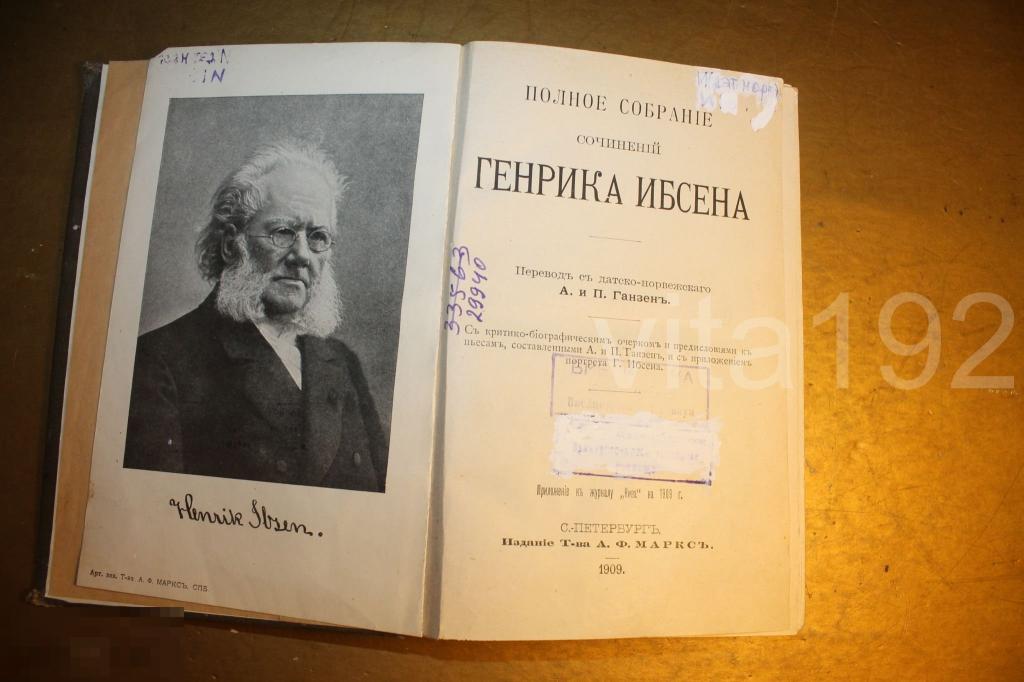 Henrik Ibsen.
Арт. зав. Т-ва А. Ф. МАРКСЪ, СПБ
ПОЛНОЕ СОБРАНІЕ
СОЧИНЕНІЙ
ГЕНРИКА ИБСЕНА
33563
29940
Переводъ съ датско-норвежскаго
А. и П. Ганзенъ.
Съ критико-біографическимъ очеркомъ и предисловіями къ
пьесамъ, составленными А. и П. Ганзенъ, и съ приложеніемъ
портрета Г. Ибсена.
Приложеніе къ журналу „Нива“ на 1909 г.
С.-ПЕТЕРБУРГЪ.
Изданіе Т-ва А. Ф. МАРКСЪ.
1909.
vita192